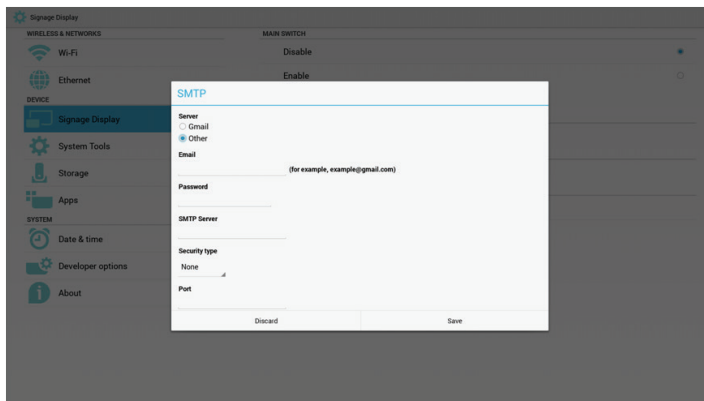 Signage Display
WIRELESS & NETWORKS
Wi-Fi
Ethernet
DEVICE
Signage Display
System Tools
Storage
Apps
SYSTEM
Date & time
Developer options
About
MAIN SWITCH
Disable
Enable
SMTP
Server
Gmail
Other
Email
(for example, example@gmail.com)
Password
SMTP Server
Security type
None
Port
Discard
Save